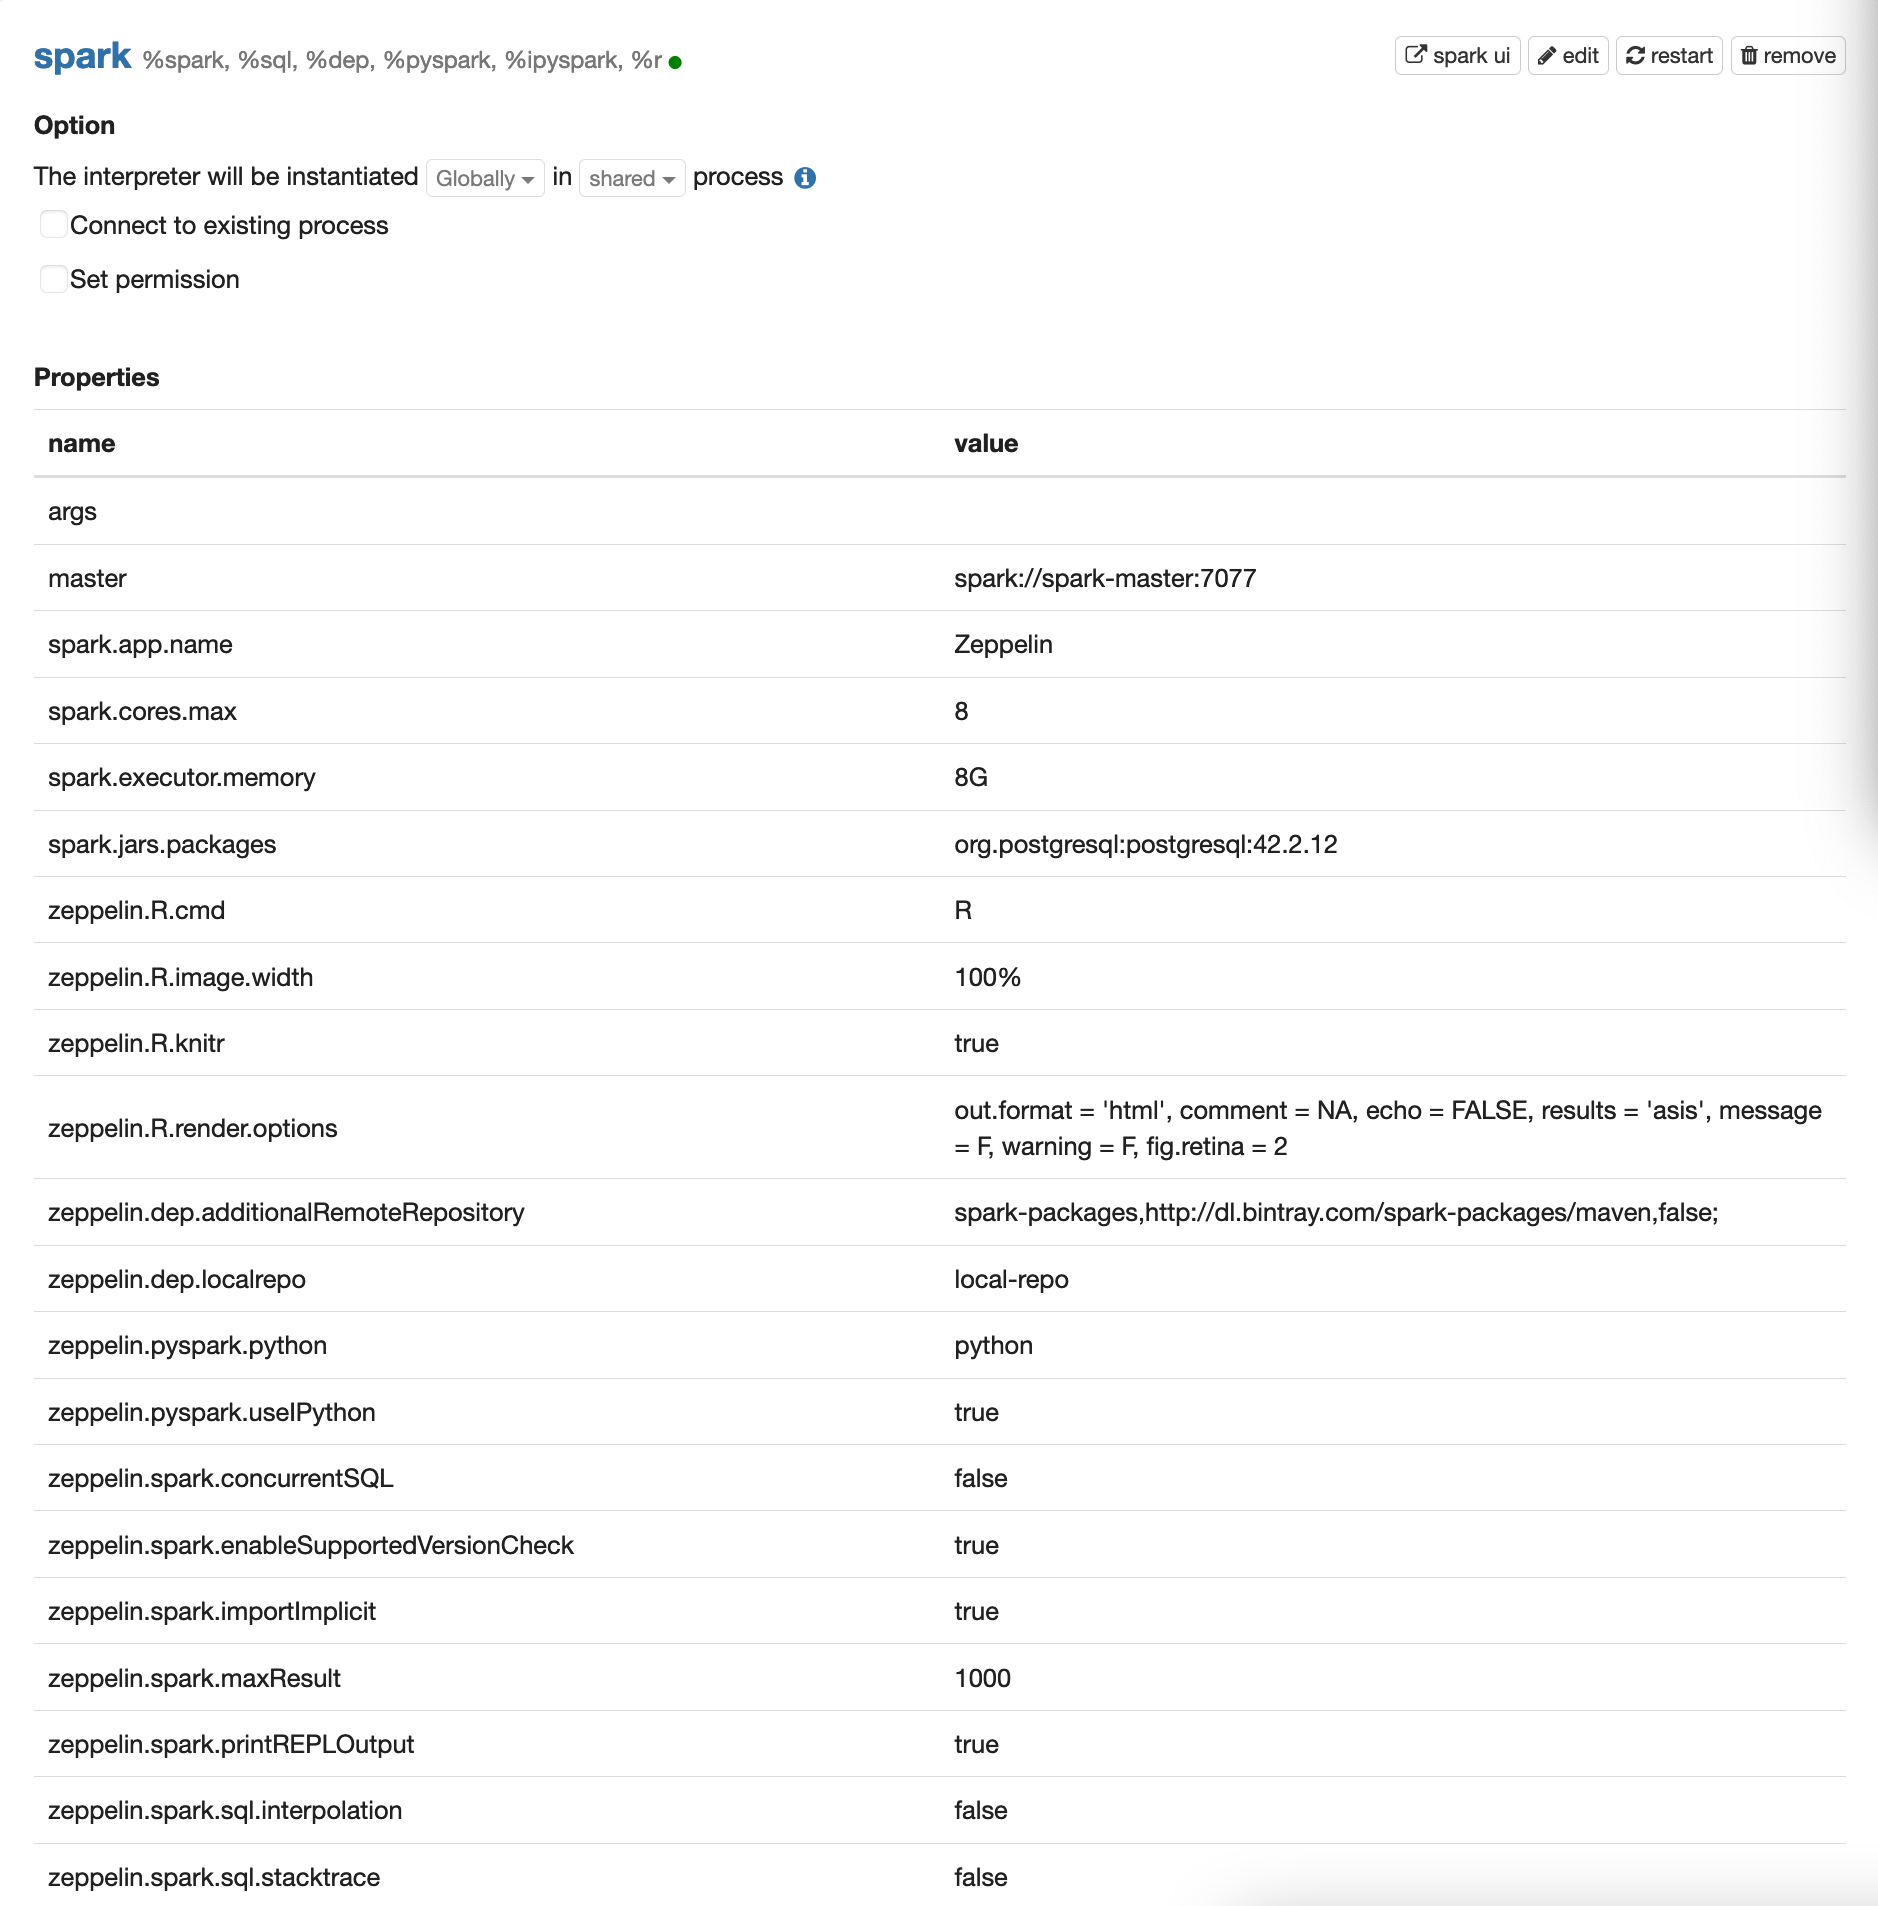 spark %spark, %sql, %dep, %pyspark, %ipyspark, %r spark ui edit restart remove
Option
The interpreter will be instantiated Globally in shared process
Connect to existing process
Set permission
Properties
name value
args
master spark://spark-master:7077
spark.app.name Zeppelin
spark.cores.max 8
spark.executor.memory 8G
spark.jars.packages org.postgresql:postgresql:42.2.12
zeppelin.R.cmd R
zeppelin.R.image.width 100%
zeppelin.R.knitr true
zeppelin.R.render.options out.format = 'html', comment = NA, echo = FALSE, results = 'asis', message
= F, warning = F, fig.retina = 2
zeppelin.dep.additionalRemoteRepository spark-packages,http://dl.bintray.com/spark-packages/maven,false;
zeppelin.dep.localrepo local-repo
zeppelin.pyspark.python python
zeppelin.pyspark.useIPython true
zeppelin.spark.concurrentSQL false
zeppelin.spark.enableSupportedVersionCheck true
zeppelin.spark.importImplicit true
zeppelin.spark.maxResult 1000
zeppelin.spark.printREPLOutput true
zeppelin.spark.sql.interpolation false
zeppelin.spark.sql.stacktrace false